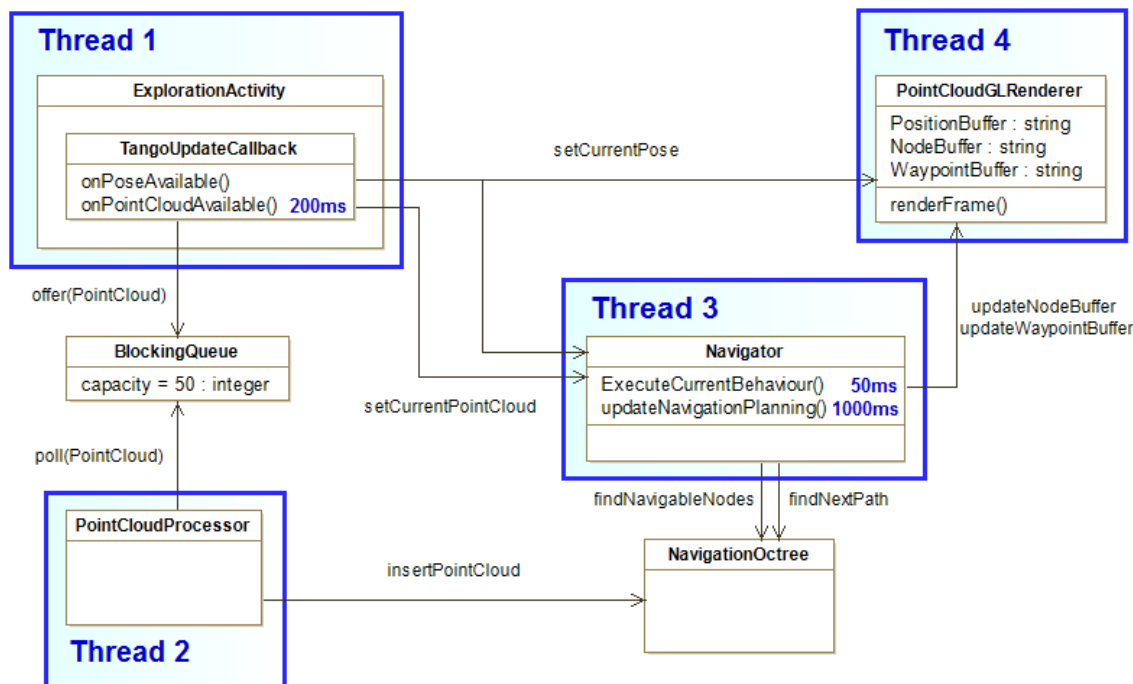 Thread 1
ExplorationActivity
TangoUpdateCallback
onPoseAvailable()
onPointCloudAvailable() 200ms
setCurrentPose
Thread 4
PointCloudGLRenderer
PositionBuffer : string
NodeBuffer : string
WaypointBuffer : string
renderFrame()
offer(PointCloud)
BlockingQueue
capacity = 50 : integer
setCurrentPointCloud
Thread 3
Navigator
ExecuteCurrentBehaviour() 50ms
updateNavigationPlanning() 1000ms
updateNodeBuffer
updateWaypointBuffer
poll(PointCloud)
findNavigableNodes
findNextPath
PointCloudProcessor
Thread 2
insertPointCloud
NavigationOctree